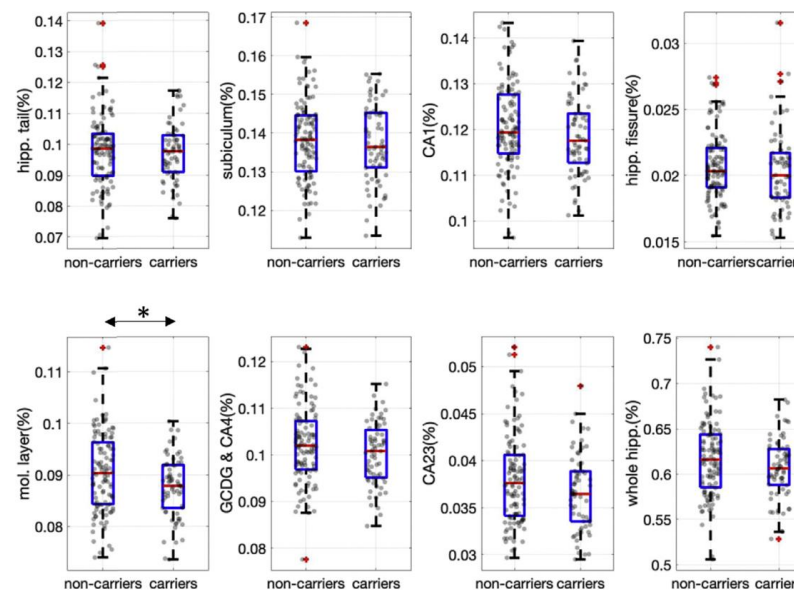 hipp. tail(%)
0.14
0.13
0.12
0.11
0.1
0.09
0.08
0.07
non-carriers carriers
subiculum(%)
0.17
0.16
0.15
0.14
0.13
0.12
non-carriers carriers
CA1(%)
0.14
0.13
0.12
0.11
0.1
non-carriers carriers
hipp. fissure(%)
0.03
0.025
0.02
0.015
non-carriers carriers
*
mol. layer(%)
0.11
0.1
0.09
0.08
non-carriers carriers
GCDG & CA4(%)
0.12
0.11
0.1
0.09
0.08
non-carriers carriers
CA23(%)
0.05
0.045
0.04
0.035
0.03
non-carriers carriers
whole hipp.(%)
0.75
0.7
0.65
0.6
0.55
0.5
non-carriers carriers